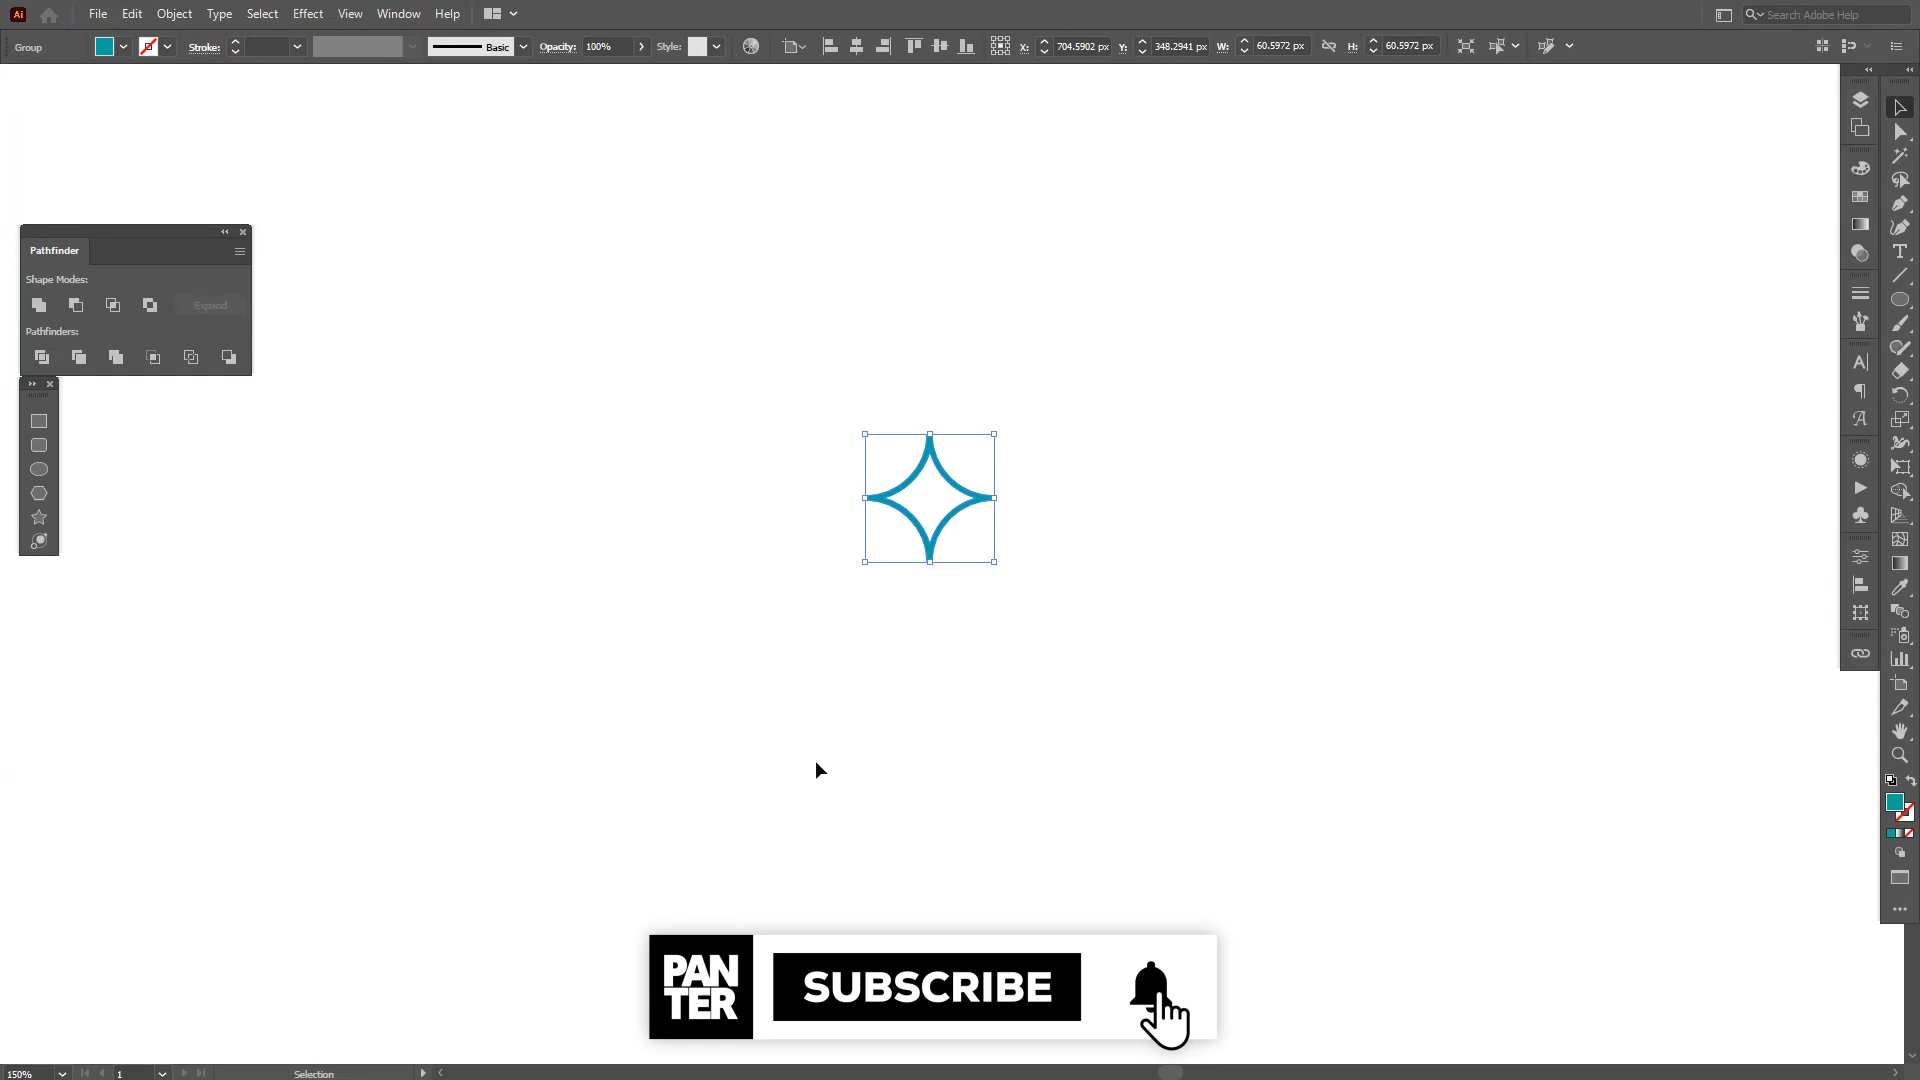 Ai File Edit Object Type Select Effect View Window Help Search Adobe Help
Group Stroke: Basic Opacity: 100% Style: X: 704.5902 px Y: 348.2941 px W: 60.5972 px H: 60.5972 px
Pathfinder
Shape Modes:
Expand
Pathfinders:
PAN
TER
SUBSCRIBE
150% 1 Selection